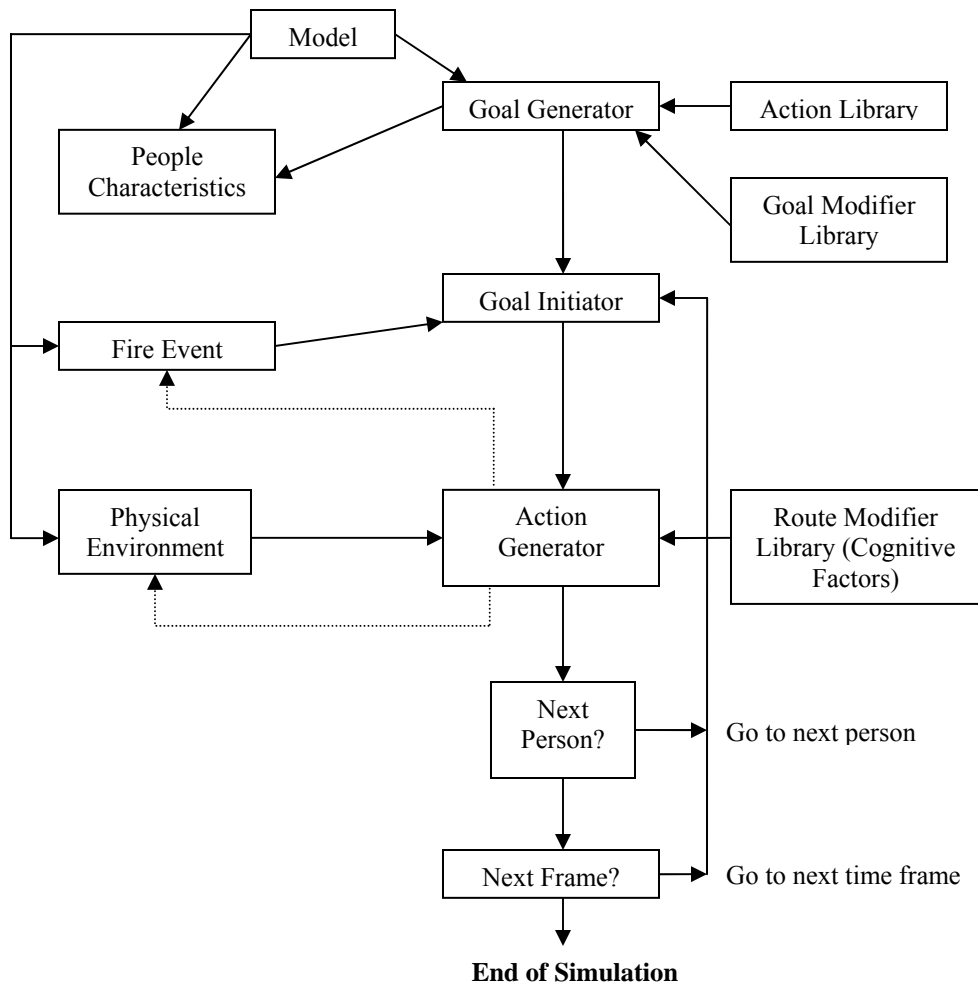 Model
Goal Generator
Action Library
People
Characteristics
Goal Modifier
Library
Goal Initiator
Fire Event
Physical
Environment
Action
Generator
Route Modifier
Library (Cognitive
Factors)
Next
Person?
Go to next person
Next Frame?
Go to next time frame
End of Simulation